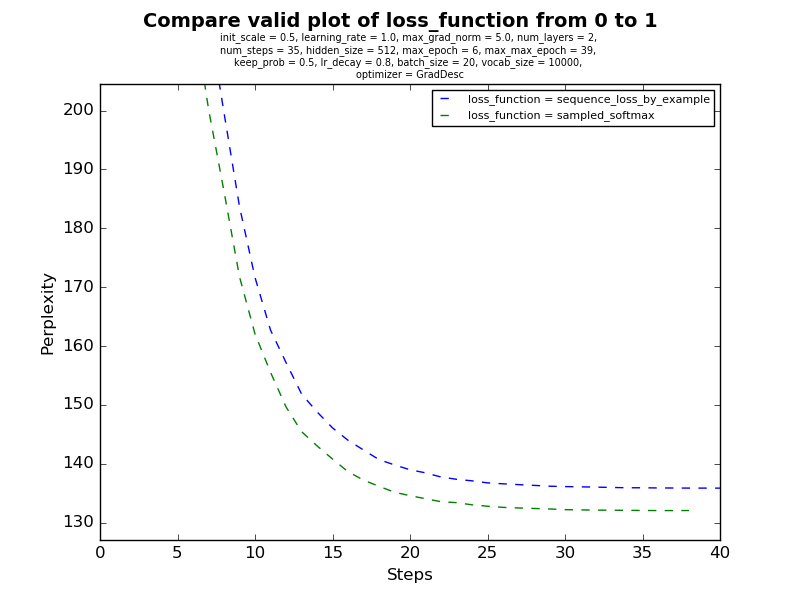 Compare valid plot of loss_function from 0 to 1
init_scale = 0.5, learning_rate = 1.0, max_grad_norm = 5.0, num_layers = 2,
num_steps = 35, hidden_size = 512, max_epoch = 6, max_max_epoch = 39,
keep_prob = 0.5, lr_decay = 0.8, batch_size = 20, vocab_size = 10000,
optimizer = GradDesc
loss_function = sequence_loss_by_example
loss_function = sampled_softmax
200
190
180
170
160
150
140
130
Perplexity
0 5 10 15 20 25 30 35 40
Steps